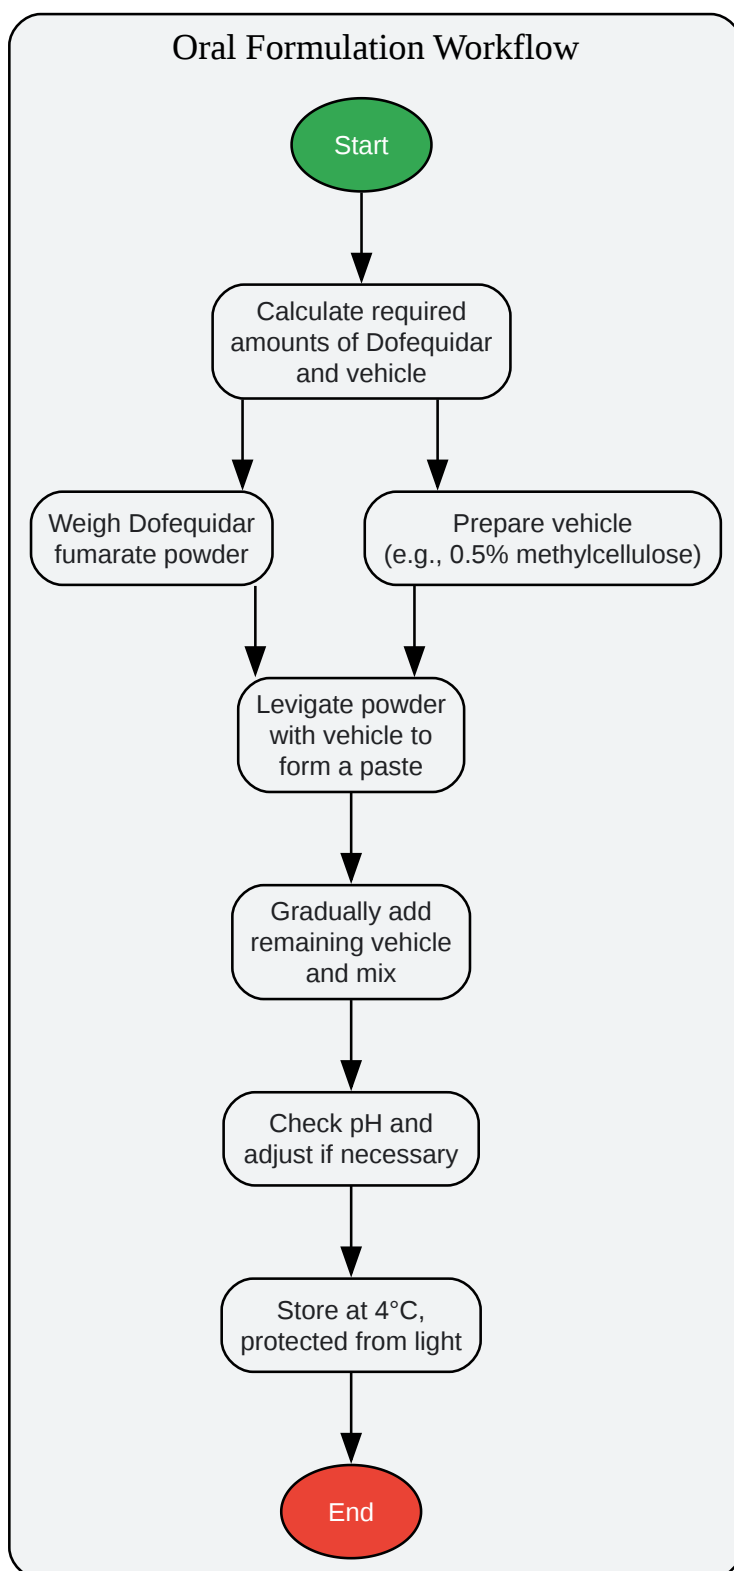 Oral Formulation Workflow
Start
Calculate required
amounts of Dofequidar
and vehicle
Weigh Dofequidar
fumarate powder
Prepare vehicle
(e.g., 0.5% methylcellulose)
Levigate powder
with vehicle to
form a paste
Gradually add
remaining vehicle
and mix
Check pH and
adjust if necessary
Store at 4°C,
protected from light
End